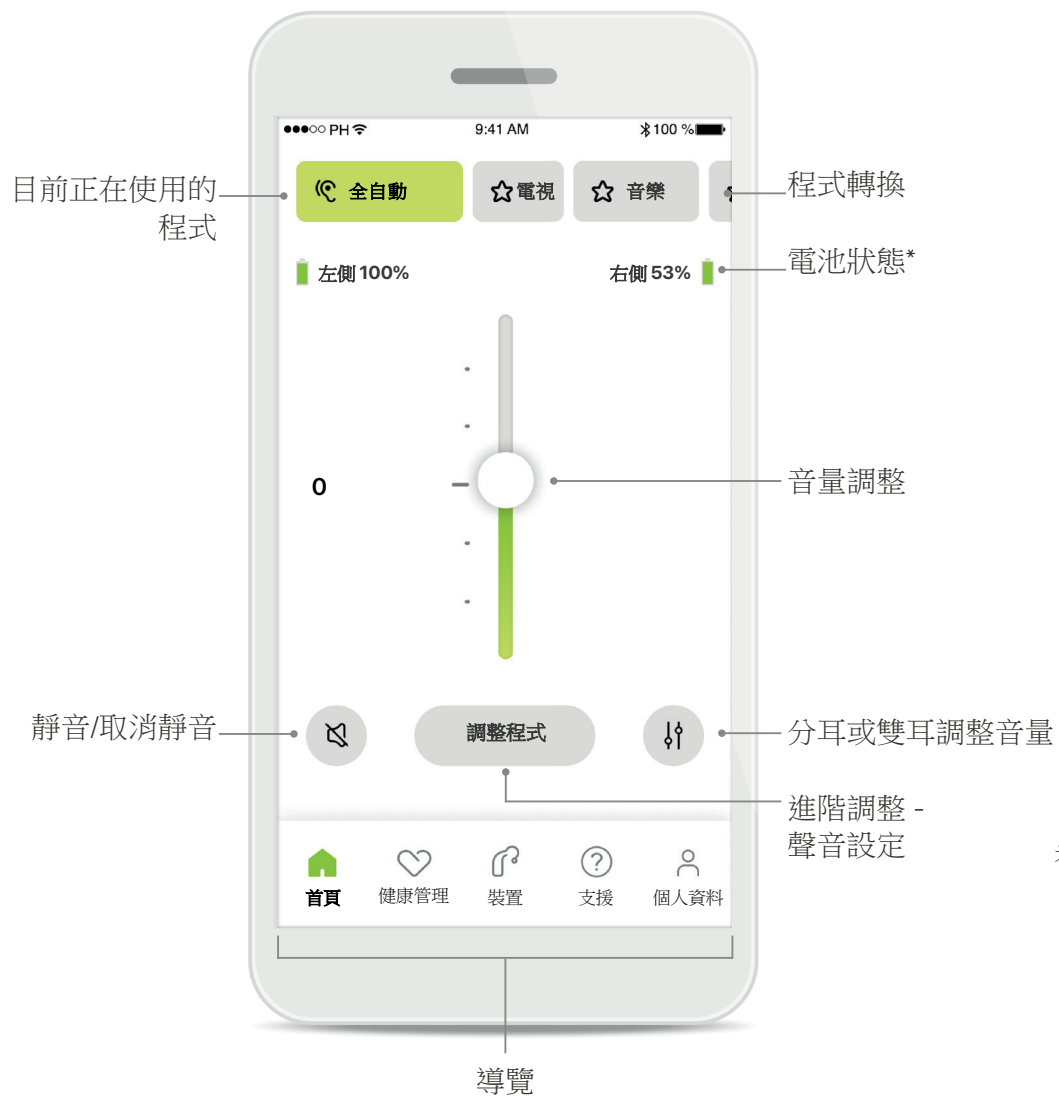 PH 9:41 AM 100 %
目前正在使用的
程式
全自動
電視
音樂
程式轉換
左側 100%
右側 53%
電池狀態*
0
音量調整
靜音/取消靜音
調整程式
分耳或雙耳調整音量
進階調整 -
聲音設定
首頁
健康管理
裝置
支援
個人資料
導覽